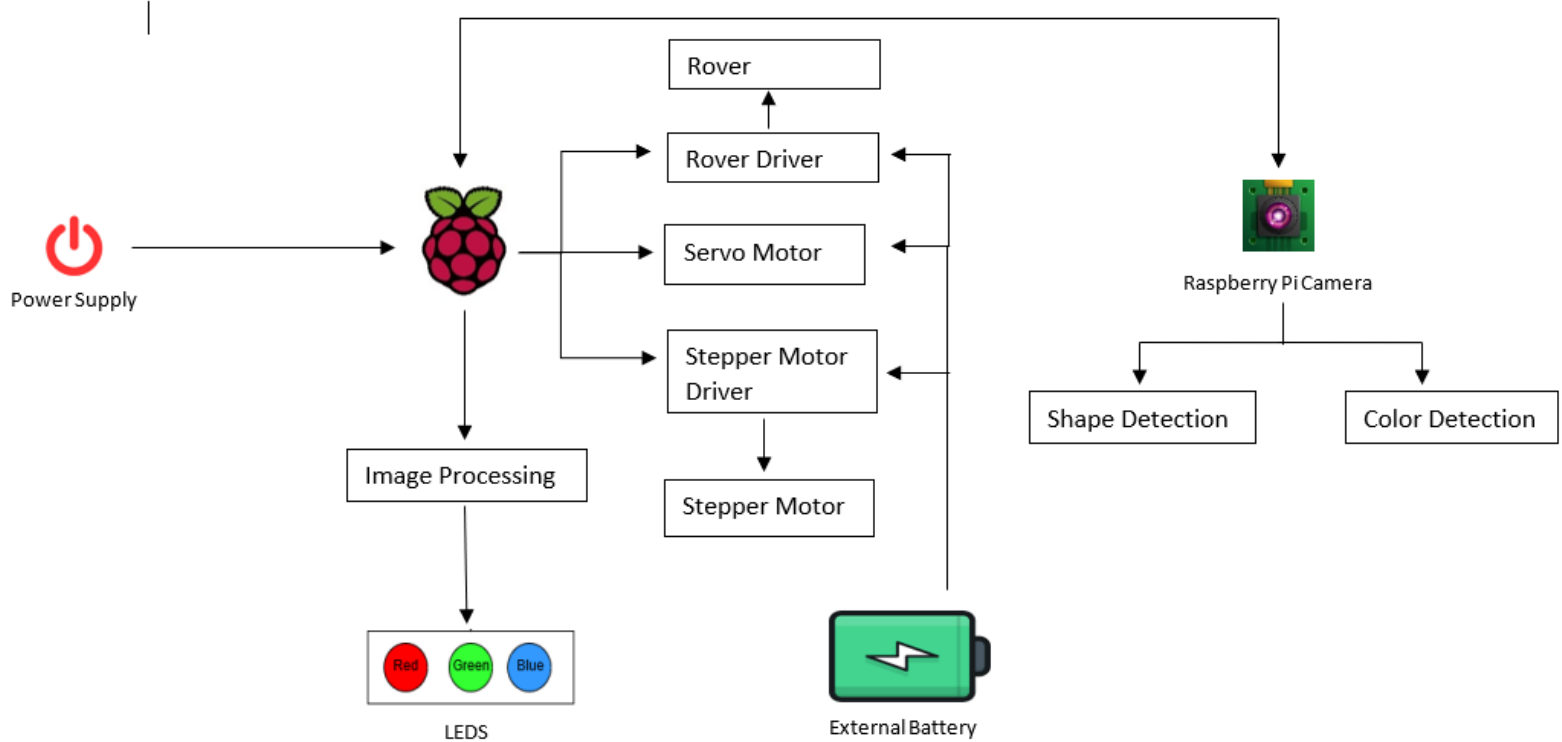 Rover
Rover Driver
Servo Motor
Power Supply
Raspberry Pi Camera
Stepper Motor
Driver
Shape Detection
Color Detection
Image Processing
Stepper Motor
Red
Green
Blue
LEDS
External Battery